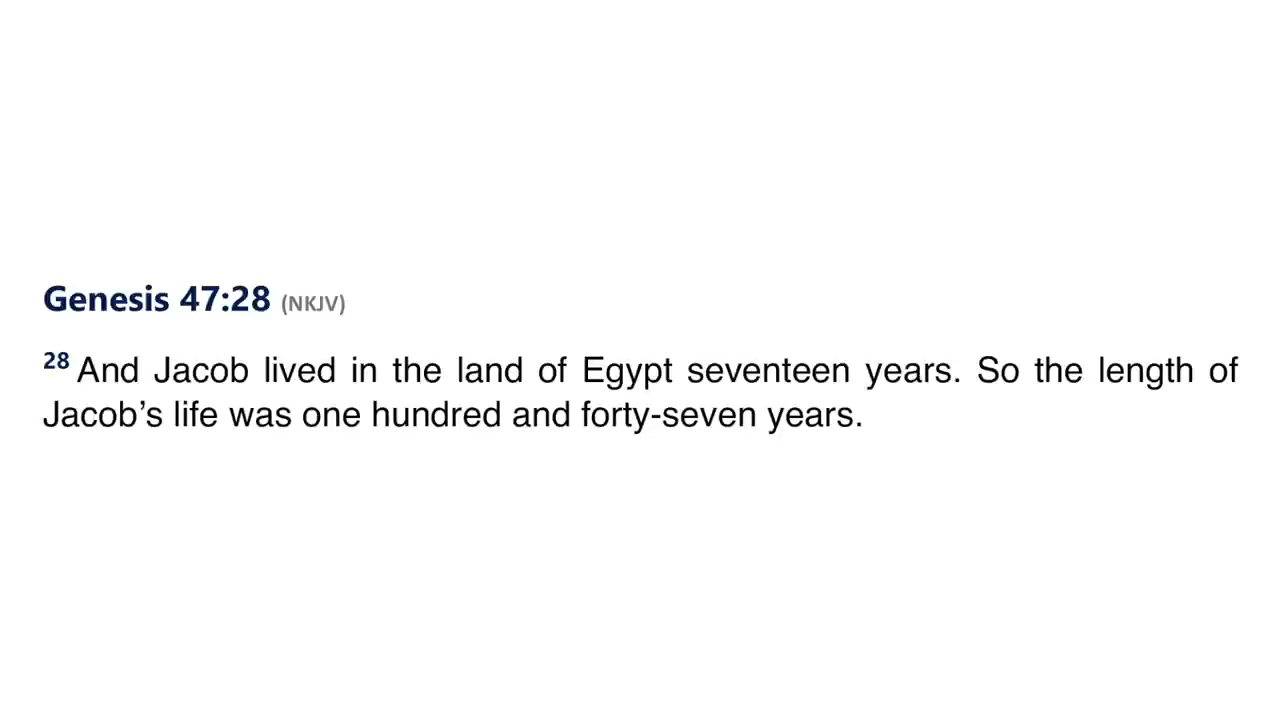 Genesis 47:28 (NKJV)
28 And Jacob lived in the land of Egypt seventeen years. So the length of
Jacob’s life was one hundred and forty-seven years.